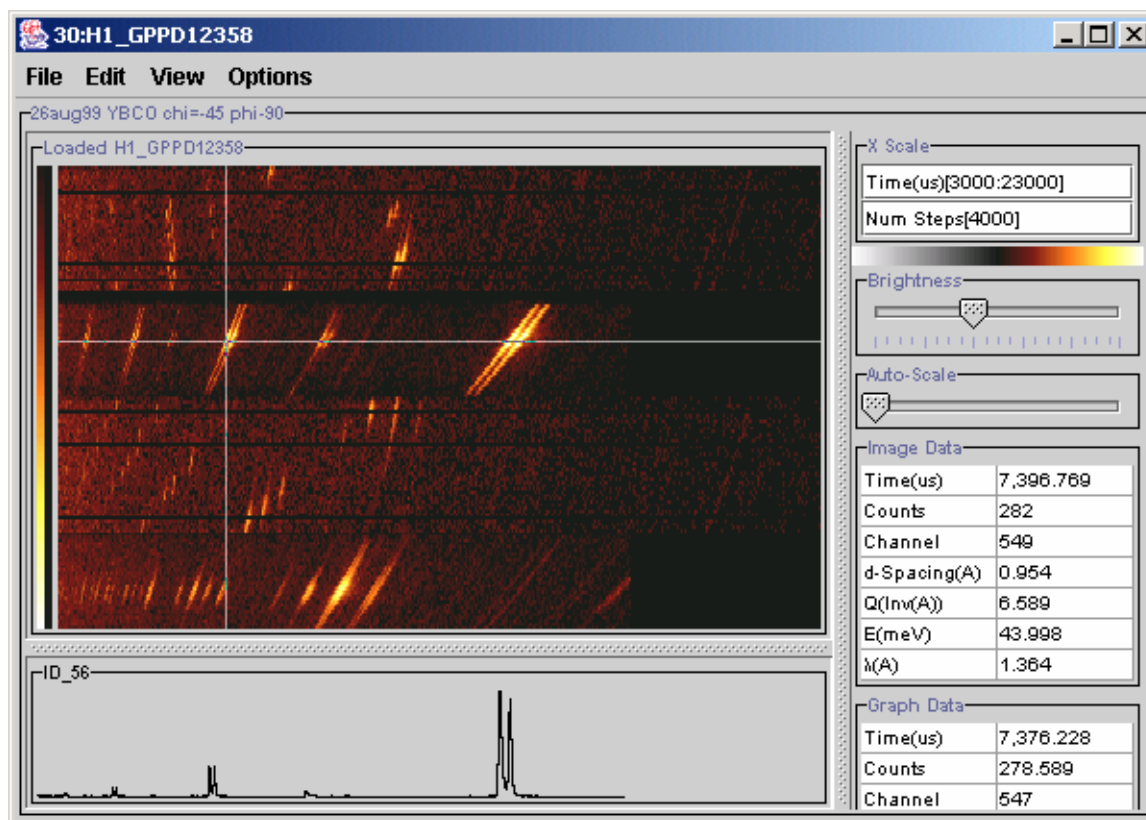 30:H1_GPPD12358
File Edit View Options
26aug99 YBCO chi=-45 phi-90
Loaded H1_GPPD12358
X Scale
Time(us)[3000:23000]
Num Steps[4000]
Brightness
Auto-Scale
Image Data
Time(us) 7,396.769
Counts 282
Channel 549
d-Spacing(A) 0.954
Q(Inv(A)) 6.589
E(meV) 43.998
λ(A) 1.364
ID_56
Graph Data
Time(us) 7,376.228
Counts 278.589
Channel 547